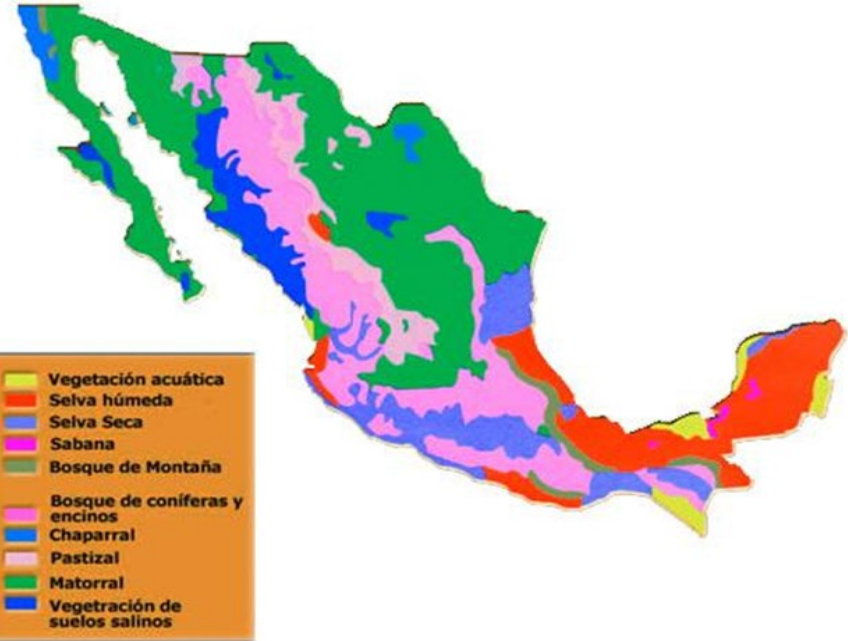 Vegetación acuática
Selva húmeda
Selva Seca
Sabana
Bosque de Montaña
Bosque de coníferas y
encinos
Chaparral
Pastizal
Matorral
Vegetración de
suelos salinos